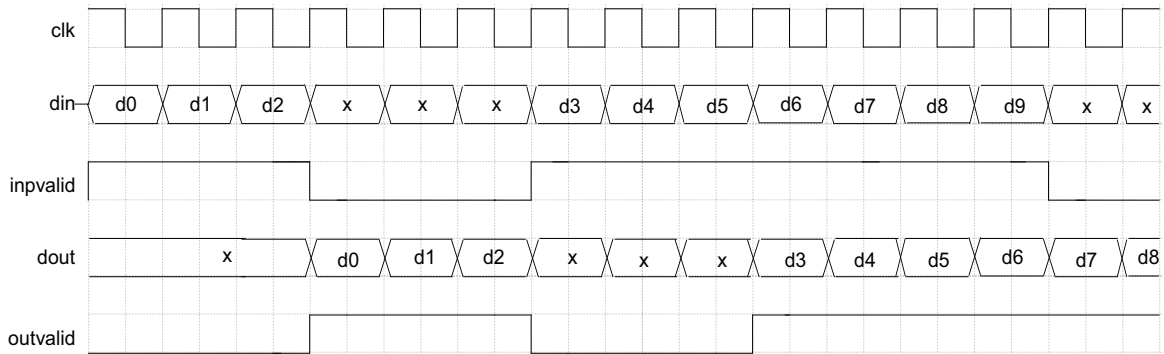 clk
din d0 d1 d2 x x x d3 d4 d5 d6 d7 d8 d9 x x
inpvalid
dout x d0 d1 d2 x x x d3 d4 d5 d6 d7 d8
outvalid